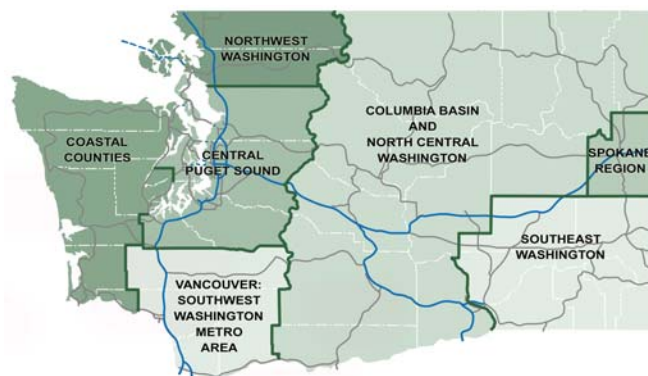 NORTHWEST
WASHINGTON
COASTAL
COUNTIES
CENTRAL
PUGET SOUND
COLUMBIA BASIN
AND
NORTH CENTRAL
WASHINGTON
SPOKANE
REGION
SOUTHEAST
WASHINGTON
VANCOUVER:
SOUTHWEST
WASHINGTON
METRO
AREA